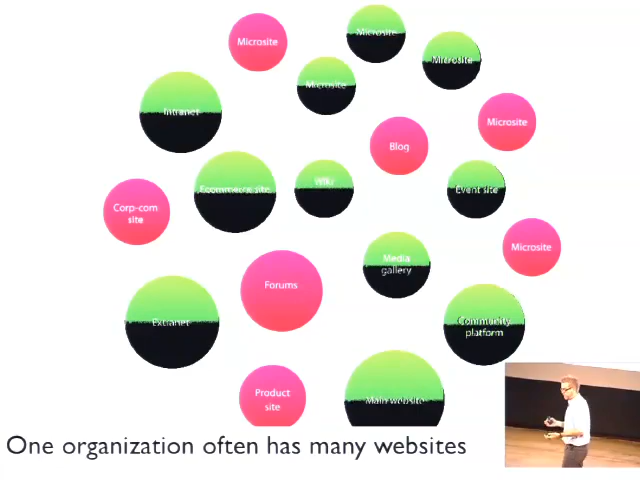 Microsite
Microsite
Microsite
Microsite
Intranet
Microsite
Blog
Ecommerce site
Wiki
Event site
Corp-com
site
Microsite
Media
gallery
Forums
Extranet
Community
platform
Product
site
Main website
One organization often has many websites